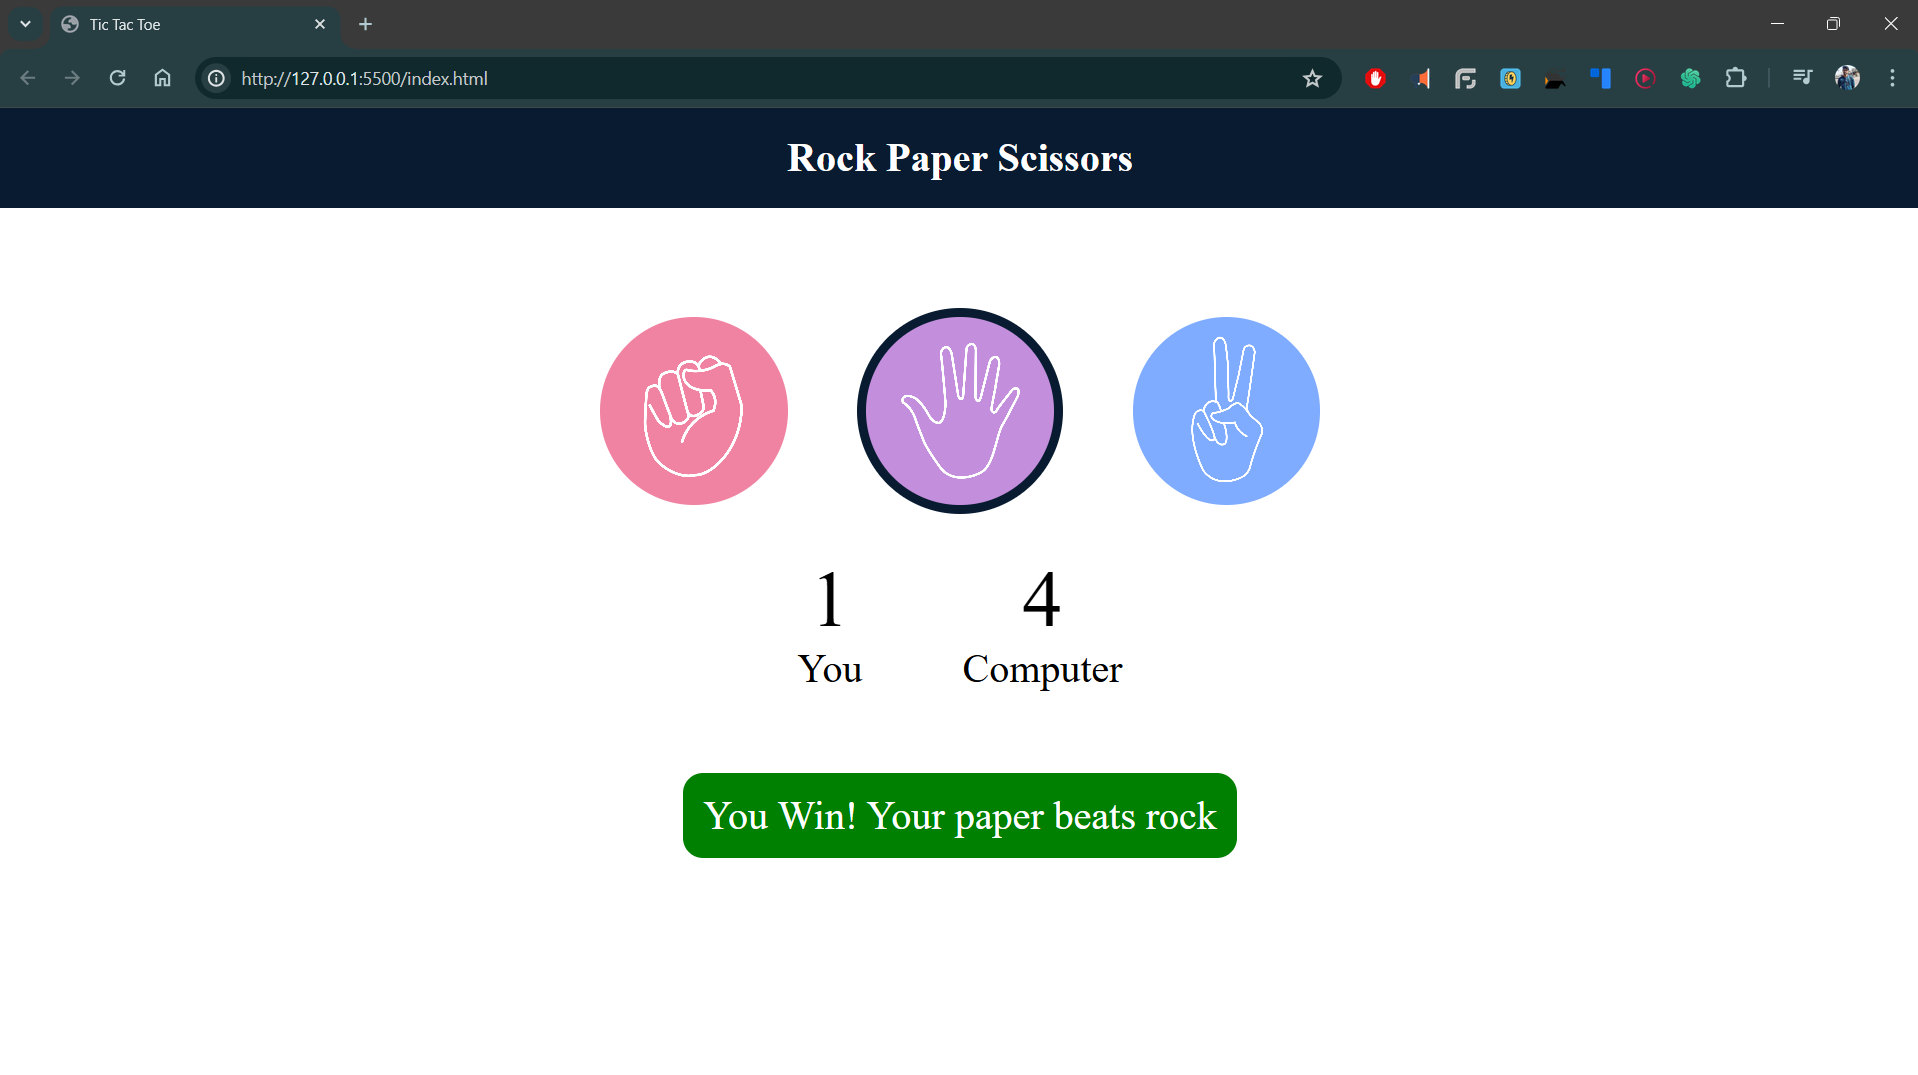 Tic Tac Toe
http://127.0.0.1:5500/index.html
Rock Paper Scissors
1 4
You Computer
You Win! Your paper beats rock